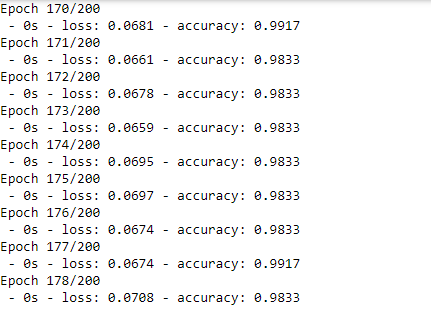 Epoch 170/200
 - 0s - loss: 0.0681 - accuracy: 0.9917
Epoch 171/200
 - 0s - loss: 0.0661 - accuracy: 0.9833
Epoch 172/200
 - 0s - loss: 0.0678 - accuracy: 0.9833
Epoch 173/200
 - 0s - loss: 0.0659 - accuracy: 0.9833
Epoch 174/200
 - 0s - loss: 0.0695 - accuracy: 0.9833
Epoch 175/200
 - 0s - loss: 0.0697 - accuracy: 0.9833
Epoch 176/200
 - 0s - loss: 0.0674 - accuracy: 0.9833
Epoch 177/200
 - 0s - loss: 0.0674 - accuracy: 0.9917
Epoch 178/200
 - 0s - loss: 0.0708 - accuracy: 0.9833